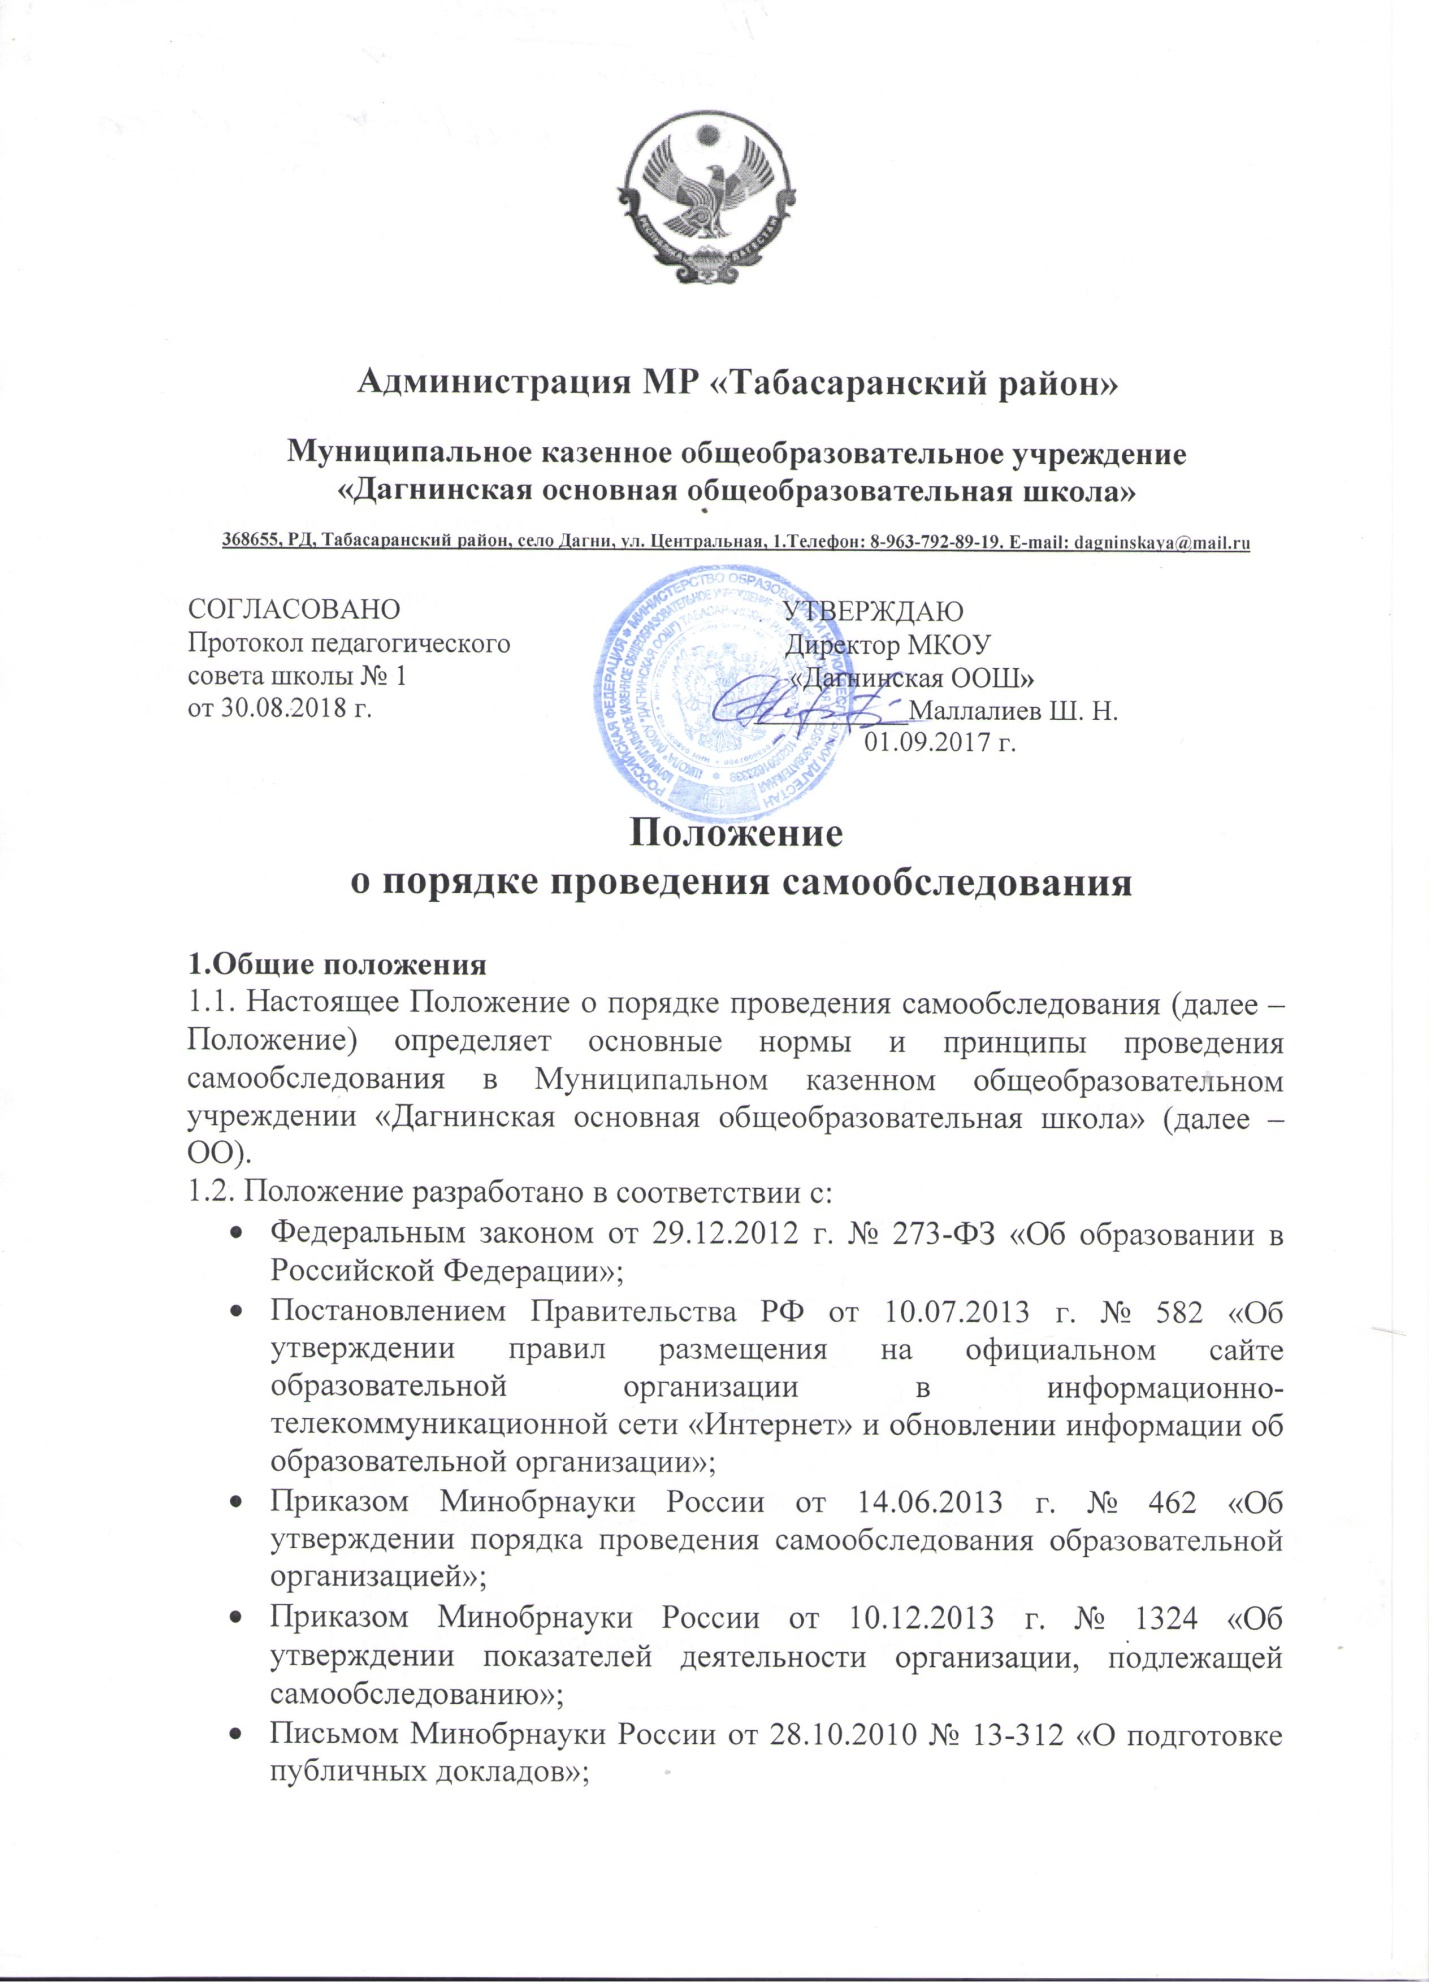 РЕСПУБЛИКА ДАГЕСТАН
Администрация МР «Табасаранский район»
Муниципальное казенное общеобразовательное учреждение
«Дагнинская основная общеобразовательная школа»
368655, РД, Табасаранский район, село Дагни, ул. Центральная, 1.Телефон: 8-963-792-89-19. E-mail: dagninskaya@mail.ru
СОГЛАСОВАНО УТВЕРЖДАЮ
Протокол педагогического Директор МКОУ
совета школы № 1 «Дагнинская ООШ»
от 30.08.2018 г. Маллалиев Ш. Н.
01.09.2017 г.
РОССИЙСКАЯ ФЕДЕРАЦИЯ МИНИСТЕРСТВО ОБРАЗОВАНИЯ И НАУКИ РЕСПУБЛИКИ ДАГЕСТАН
Положение
о порядке проведения самообследования
1.Общие положения
1.1. Настоящее Положение о порядке проведения самообследования (далее –
Положение) определяет основные нормы и принципы проведения
самообследования в Муниципальном казенном общеобразовательном
учреждении «Дагнинская основная общеобразовательная школа» (далее –
ОО).
1.2. Положение разработано в соответствии с:
• Федеральным законом от 29.12.2012 г. № 273-ФЗ «Об образовании в
Российской Федерации»;
• Постановлением Правительства РФ от 10.07.2013 г. № 582 «Об
утверждении правил размещения на официальном сайте
образовательной организации в информационно-
телекоммуникационной сети «Интернет» и обновлении информации об
образовательной организации»;
• Приказом Минобрнауки России от 14.06.2013 г. № 462 «Об
утверждении порядка проведения самообследования образовательной
организацией»;
• Приказом Минобрнауки России от 10.12.2013 г. № 1324 «Об
утверждении показателей деятельности организации, подлежащей
самообследованию»;
• Письмом Минобрнауки России от 28.10.2010 № 13-312 «О подготовке
публичных докладов»;